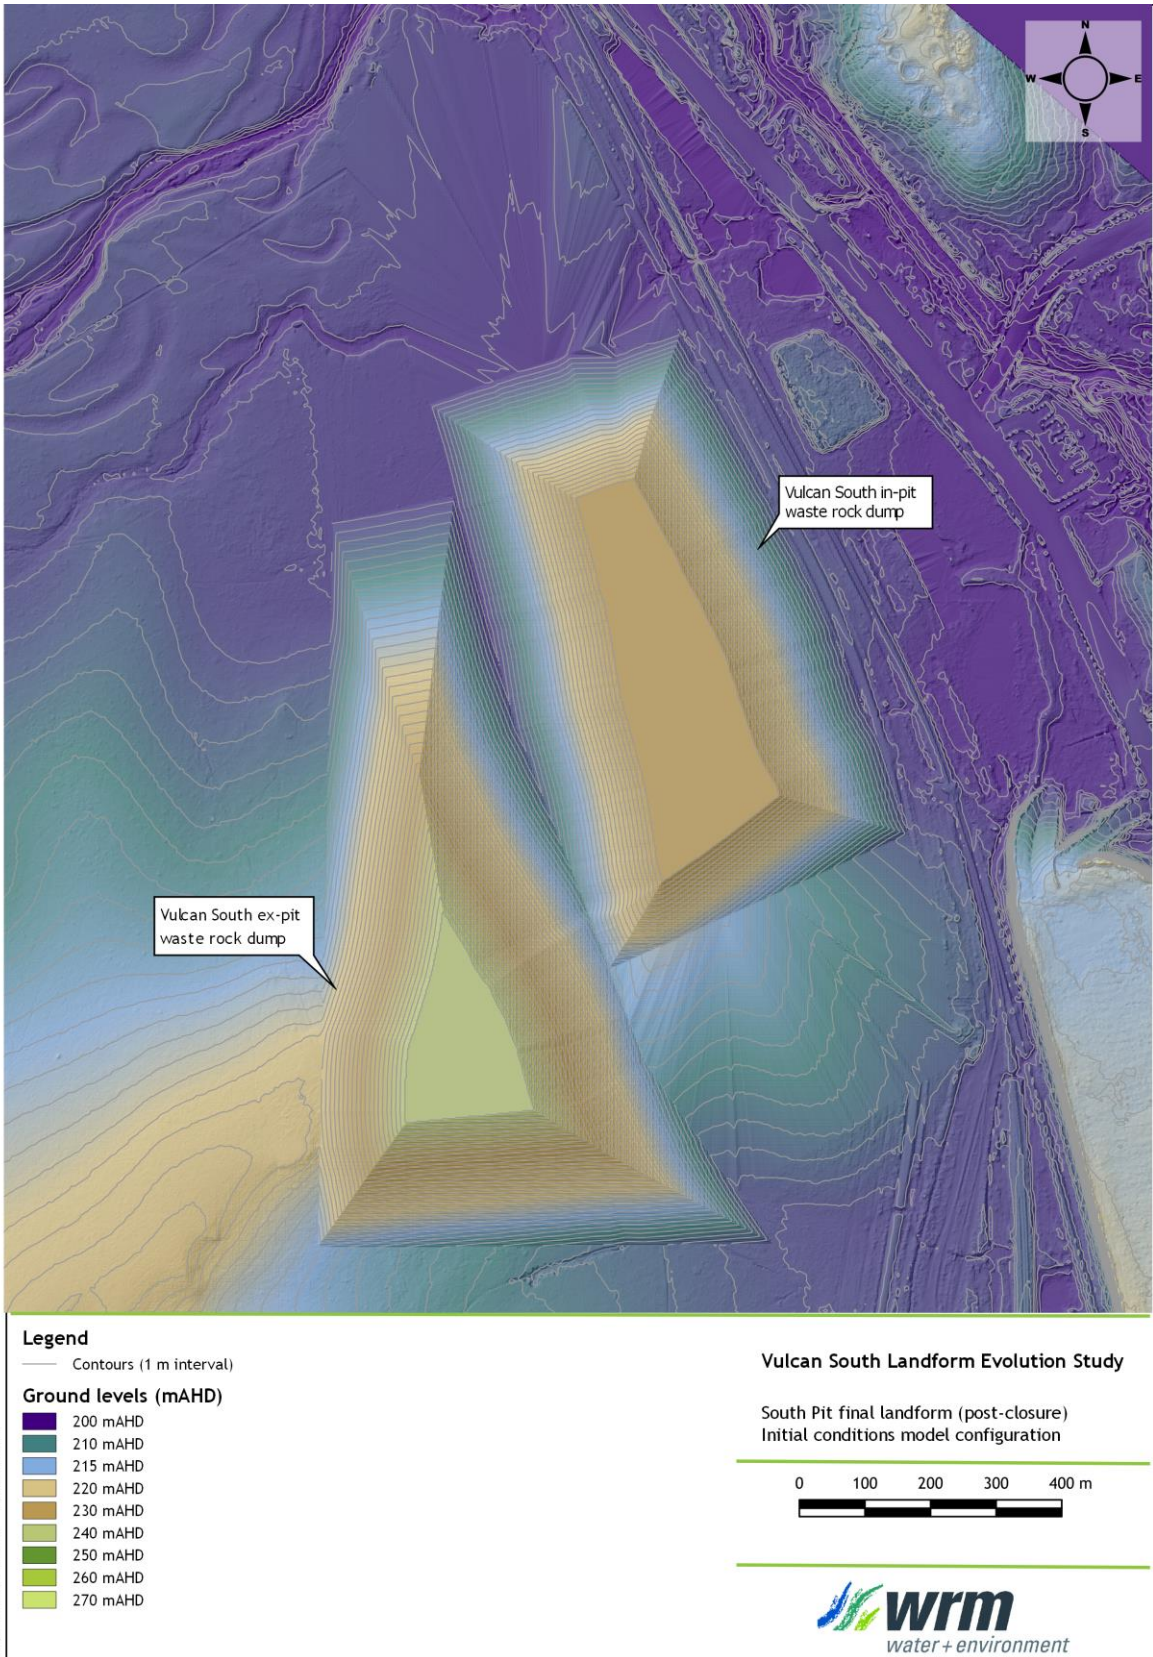 N
W
E
S
Vulcan South in-pit
waste rock dump
Vulcan South ex-pit
waste rock dump
Legend
Contours (1 m interval)
Ground levels (mAHD)
200 mAHD
210 mAHD
215 mAHD
220 mAHD
230 mAHD
240 mAHD
250 mAHD
260 mAHD
270 mAHD
Vulcan South Landform Evolution Study
South Pit final landform (post-closure)
Initial conditions model configuration
0 100 200 300 400 m
wrm
water + environment